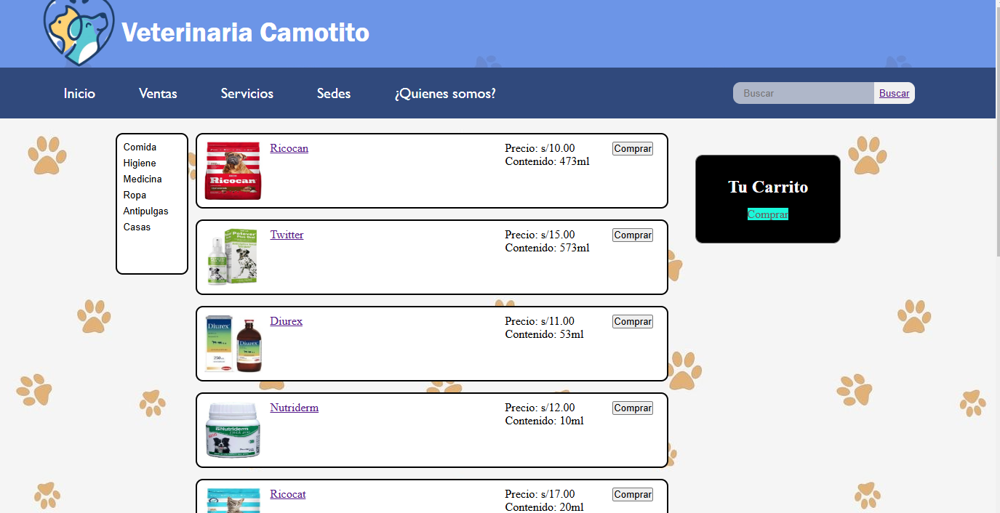 Veterinaria Camotito
Inicio
Ventas
Servicios
Sedes
¿Quienes somos?
Buscar
Buscar
Comida
Higiene
Medicina
Ropa
Antipulgas
Casas
Ricocan
Ricocan
Precio: s/10.00
Contenido: 473ml
Comprar
Tu Carrito
Comprar
Twitter
Precio: s/15.00
Contenido: 573ml
Comprar
Diurex
Diurex
250
Diurex
Precio: s/11.00
Contenido: 53ml
Comprar
Nutriderm
Nutriderm
Precio: s/12.00
Contenido: 10ml
Comprar
Ricocat
Precio: s/17.00
Contenido: 20ml
Comprar